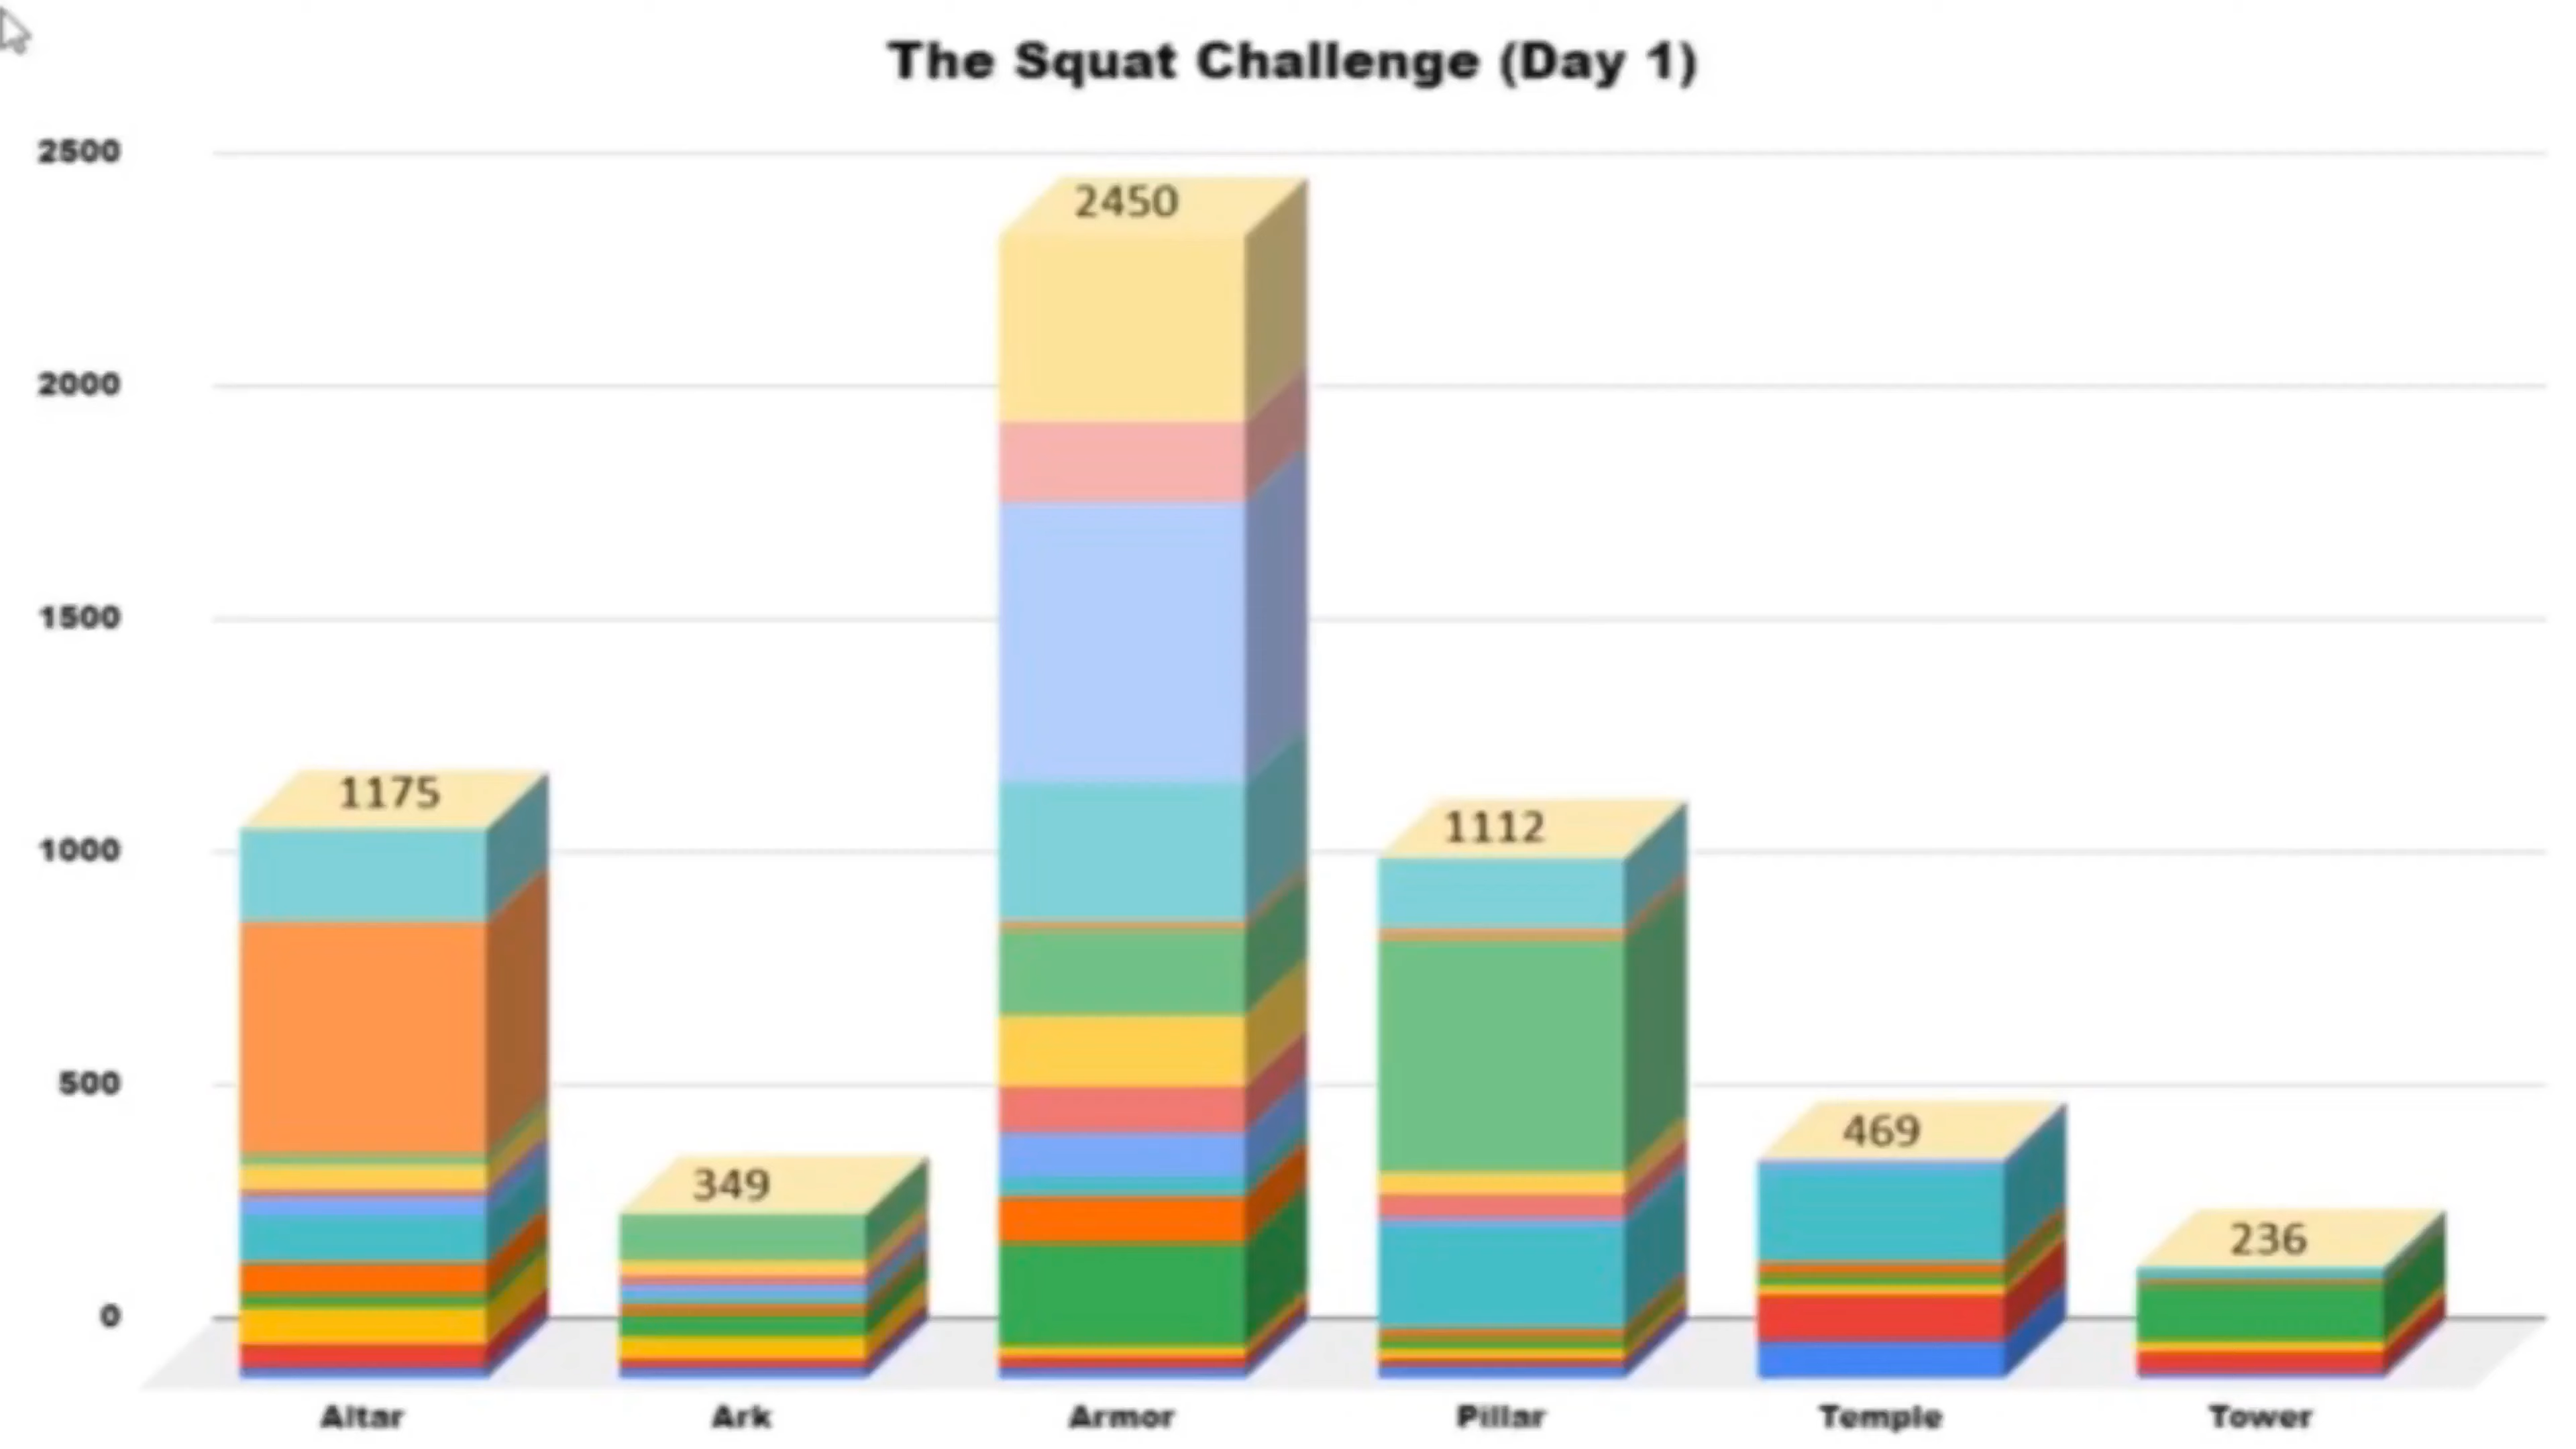 The Squat Challenge (Day 1)
2500
2000
1500
1000
500
0
1175
349
2450
1112
469
236
Altar
Ark
Armor
Pillar
Temple
Tower